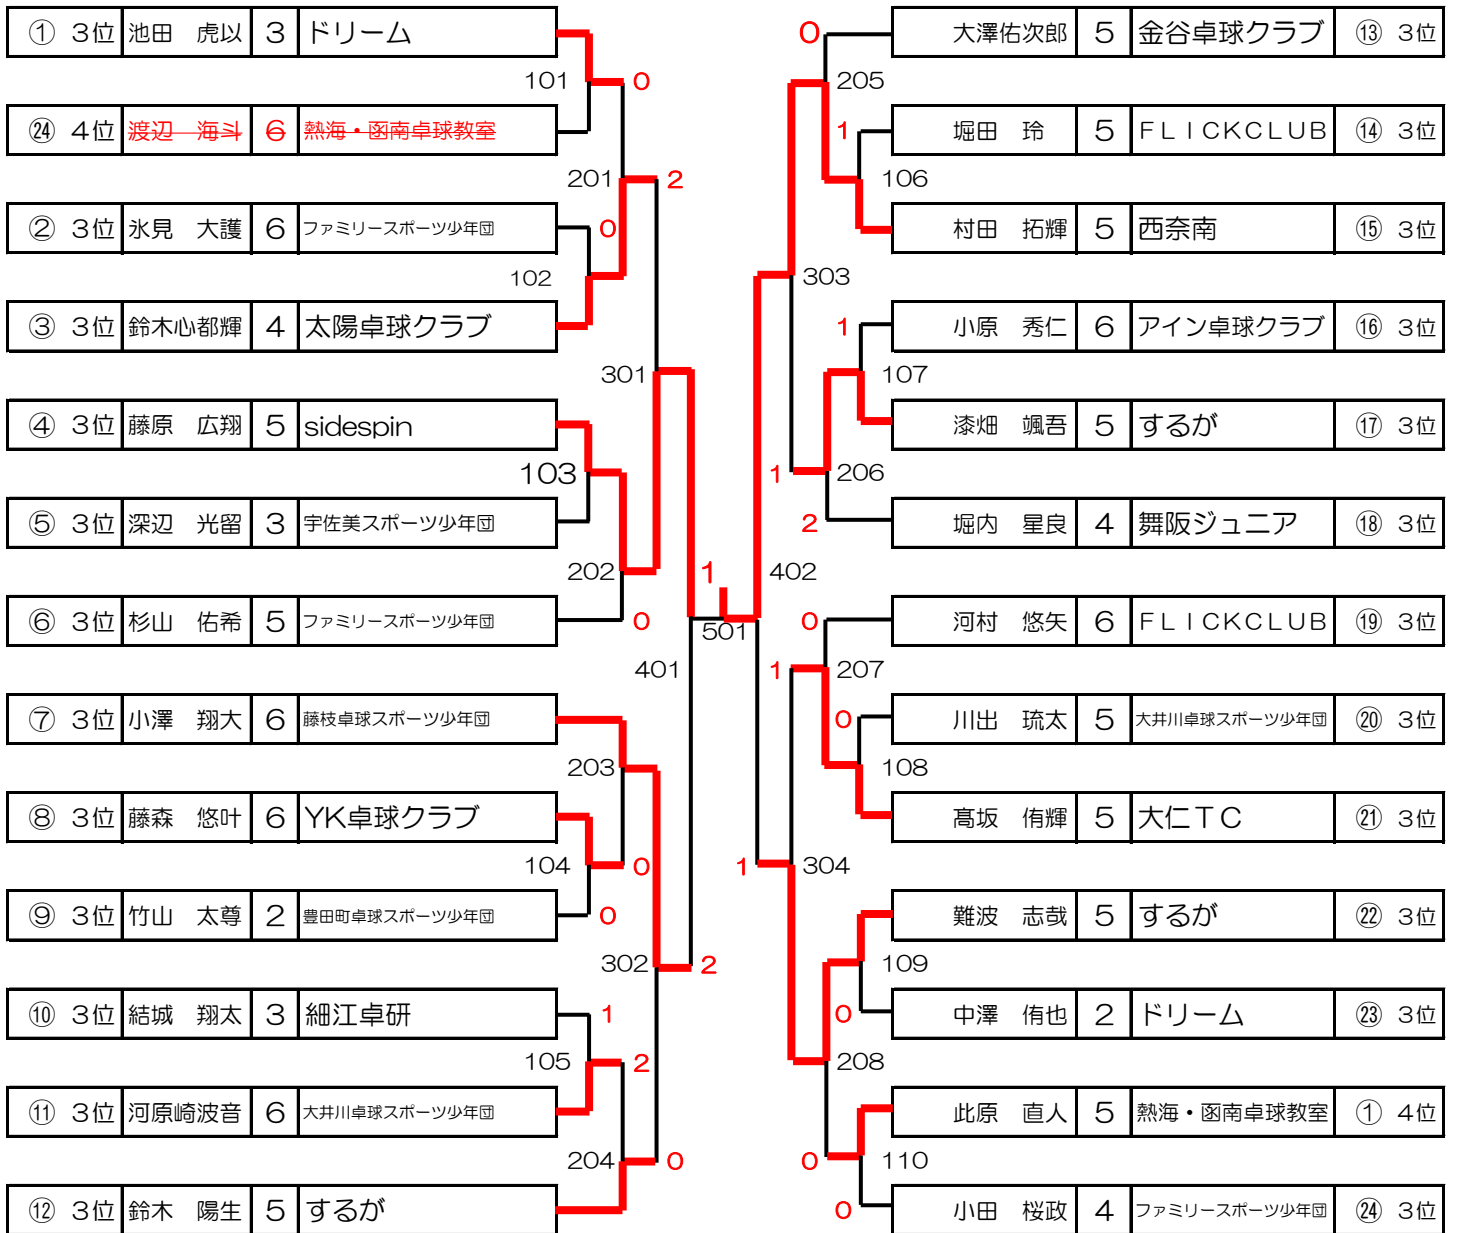 ① 3位 池田 虎以 3 ドリーム
101 0
㉔ 4位 渡辺 海斗 6 熱海・函南卓球教室
201 2
② 3位 氷見 大護 6 ファミリースポーツ少年団
0
102
③ 3位 鈴木心都輝 4 太陽卓球クラブ
301
④ 3位 藤原 広翔 5 sidespin
103
⑤ 3位 深辺 光留 3 宇佐美スポーツ少年団
202
⑥ 3位 杉山 佑希 5 ファミリースポーツ少年団
0
401
⑦ 3位 小澤 翔大 6 藤枝卓球スポーツ少年団
203
⑧ 3位 藤森 悠叶 6 YK卓球クラブ
104 0
⑨ 3位 竹山 太尊 2 豊田町卓球スポーツ少年団
0
302 2
⑩ 3位 結城 翔太 3 細江卓研
1
105 2
⑪ 3位 河原崎波音 6 大井川卓球スポーツ少年団
204 0
⑫ 3位 鈴木 陽生 5 するが
1
501
0
大澤佑次郎 5 金谷卓球クラブ ⑬ 3位
205
1
堀田 玲 5 FLICKCLUB ⑭ 3位
106
村田 拓輝 5 西奈南 ⑮ 3位
303
1
小原 秀仁 6 アイン卓球クラブ ⑯ 3位
107
漆畑 颯吾 5 するが ⑰ 3位
1 206
2
堀内 星良 4 舞阪ジュニア ⑱ 3位
402
0
河村 悠矢 6 FLICKCLUB ⑲ 3位
1 207
0
川出 琉太 5 大井川卓球スポーツ少年団 ⑳ 3位
108
髙坂 侑輝 5 大仁TC ㉑ 3位
1 304
難波 志哉 5 するが ㉒ 3位
109
0
中澤 侑也 2 ドリーム ㉓ 3位
208
此原 直人 5 熱海・函南卓球教室 ① 4位
0 110
0
小田 桜政 4 ファミリースポーツ少年団 ㉔ 3位